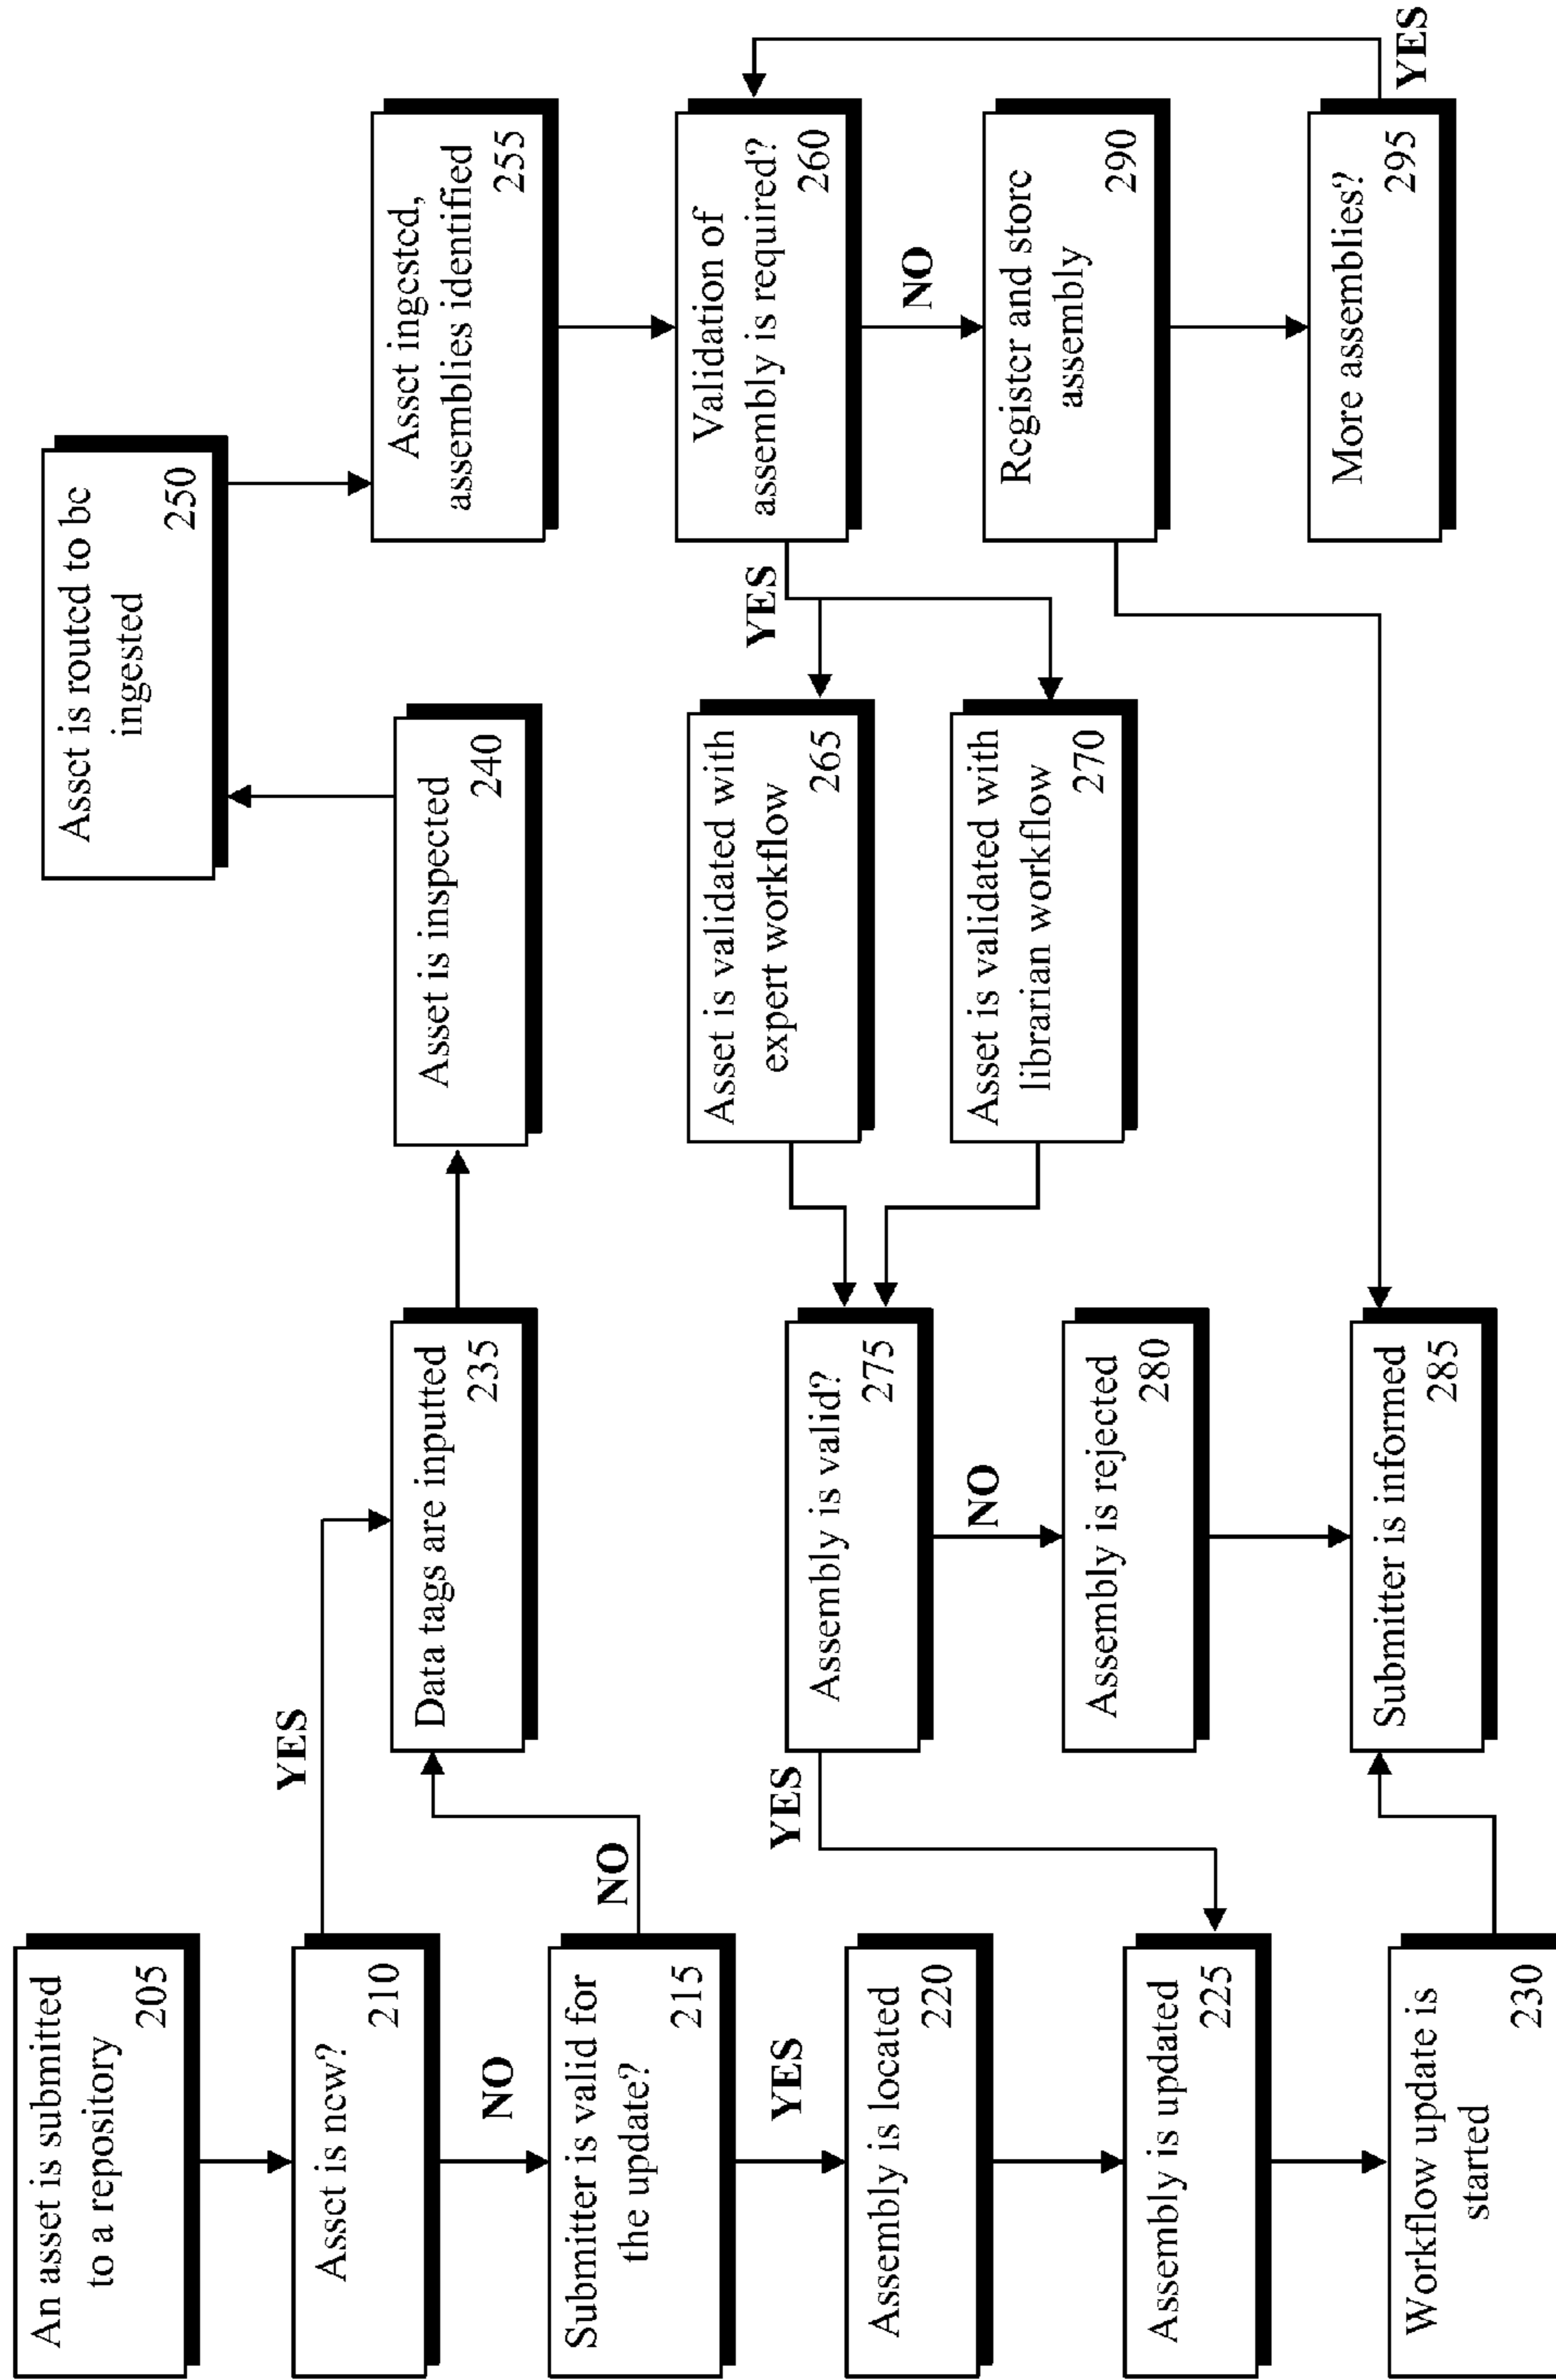 An asset is submitted
to a repository
205
Asset is new?
210
YES
NO
Submitter is valid for
the update?
215
NO
YES
Assembly is located
220
Assembly is updated
225
Workflow update is
started
230
Data tags are inputted
235
Asset is inspected
240
Asset is routed to be
ingested
250
Asset ingested,
assemblies identified
255
Validation of
assembly is required?
260
YES
NO
Asset is validated with
expert workflow
265
Asset is validated with
librarian workflow
270
Assembly is valid?
275
YES
NO
Assembly is rejected
280
Submitter is informed
285
Register and store
assembly
290
More assemblies?
295
YES